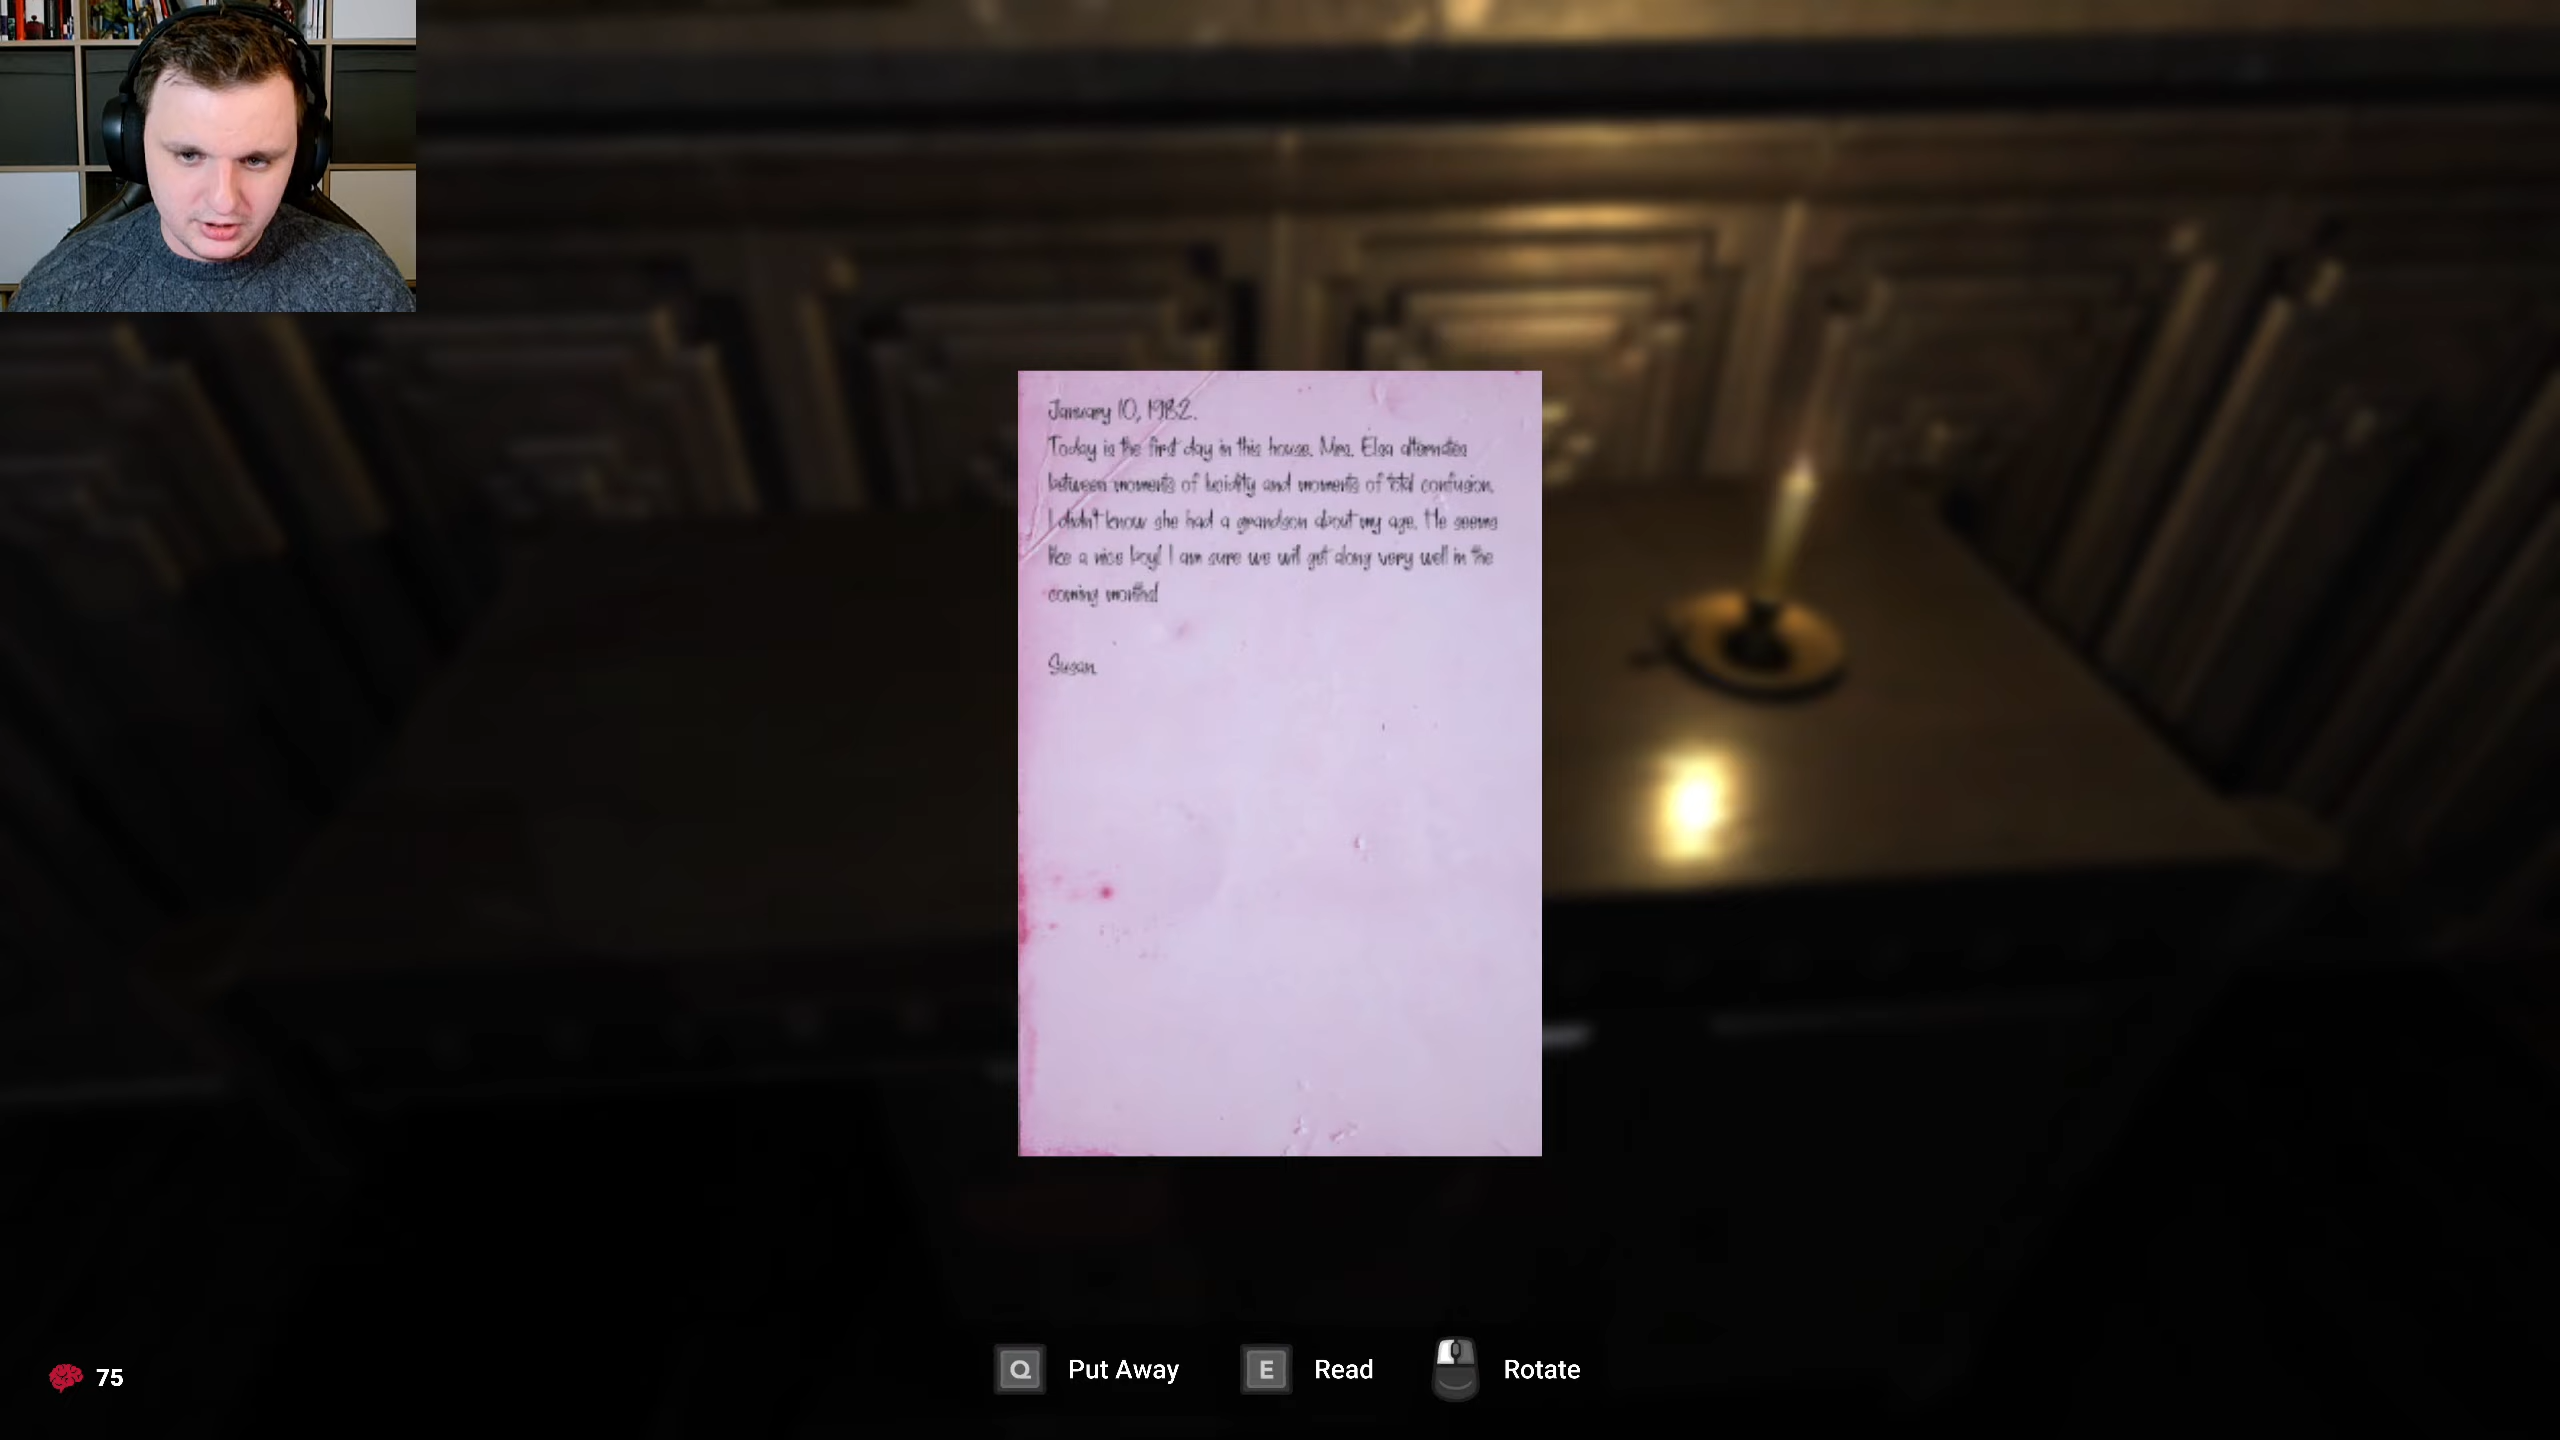 January 10, 1982.
Today is the first day in this house. Mrs. Elsa alternates
between moments of lucidity and moments of total confusion.
I didn't know she had a grandson about my age. He seems
like a nice boy! I am sure we will get along very well in the
coming months!
Susan
75
Q Put Away E Read Rotate